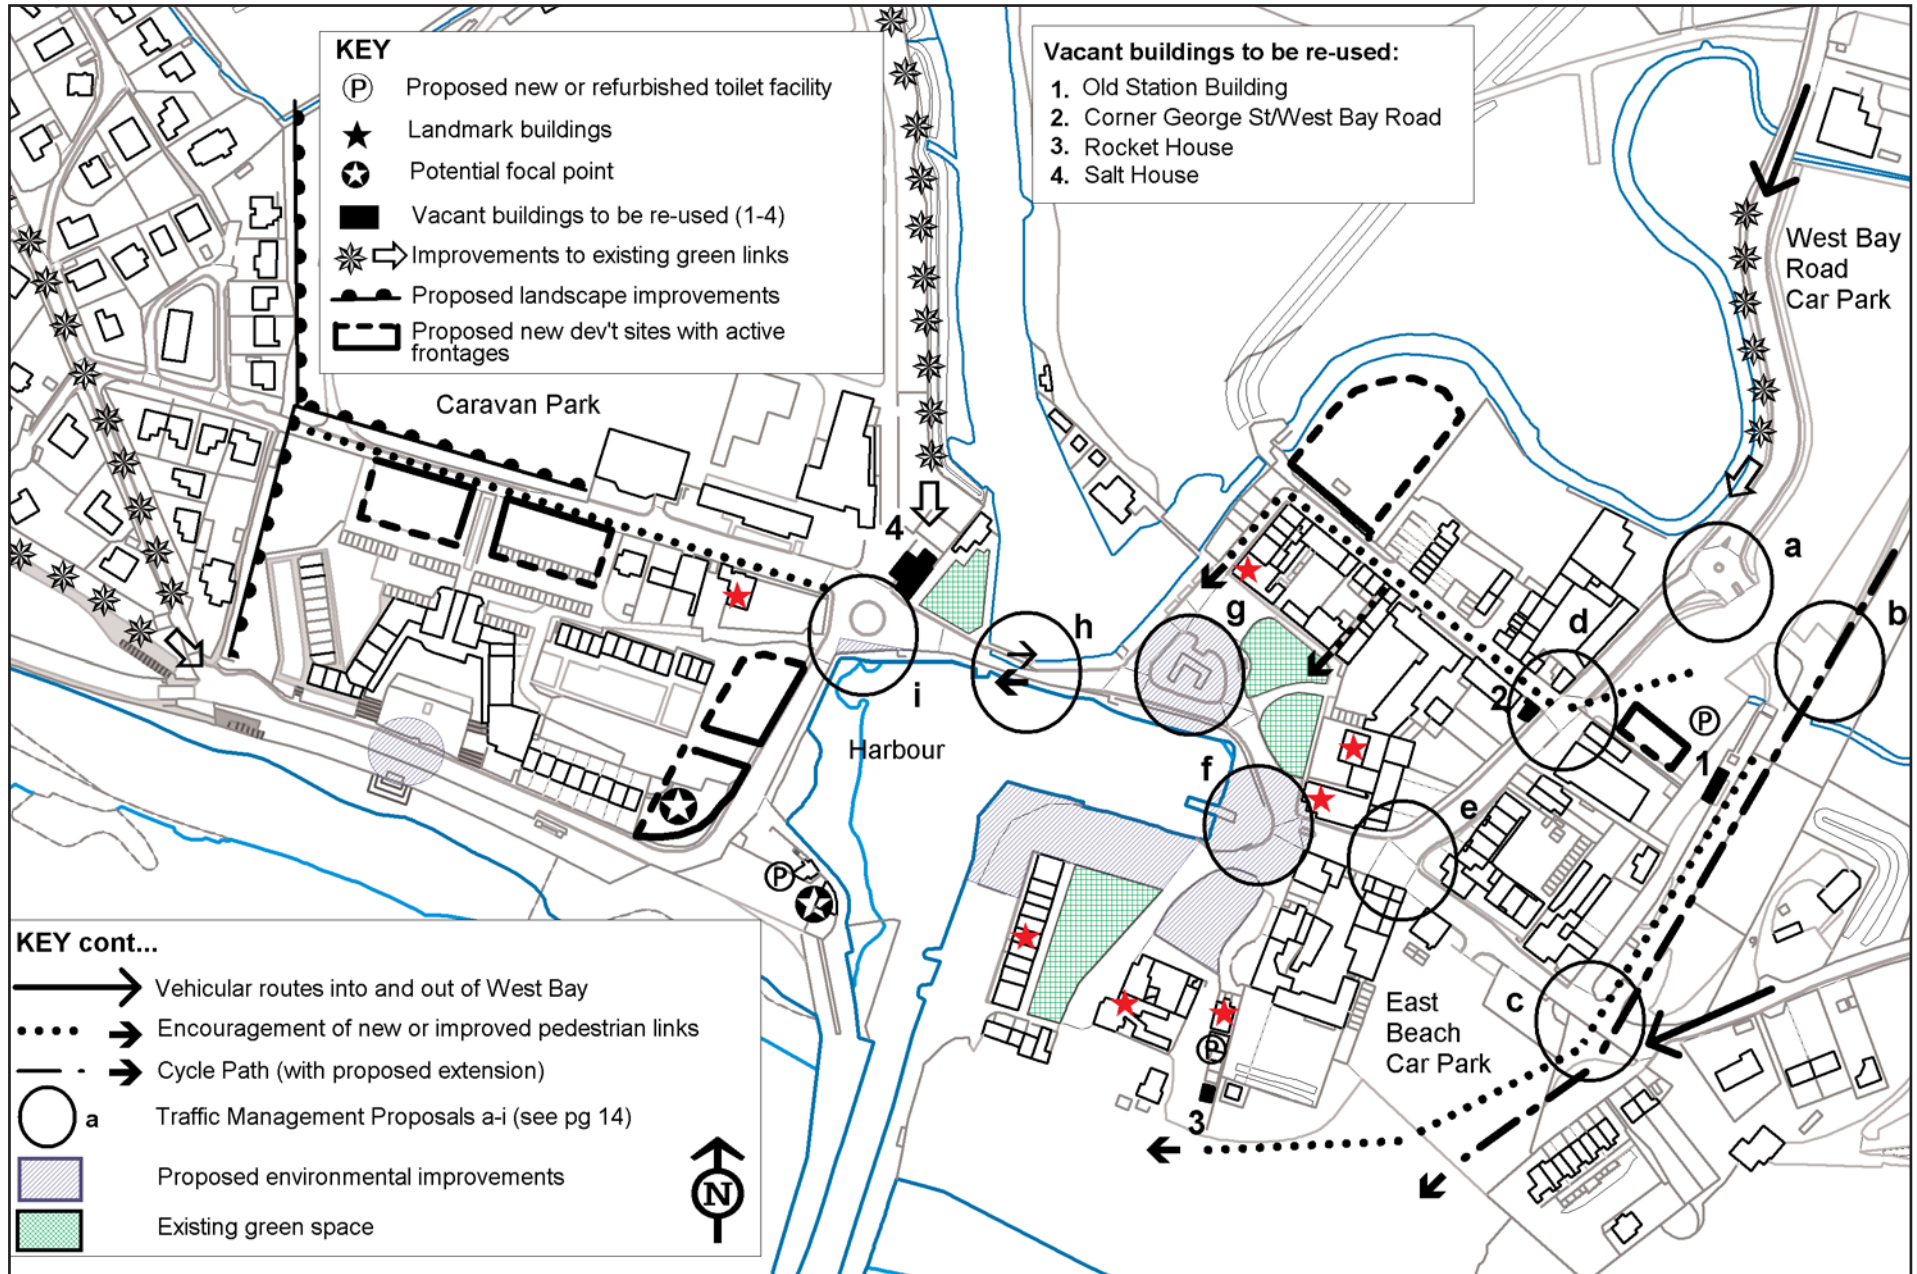 KEY
P Proposed new or refurbished toilet facility
Landmark buildings
Potential focal point
Vacant buildings to be re-used (1-4)
Improvements to existing green links
Proposed landscape improvements
Proposed new dev't sites with active
frontages
Vacant buildings to be re-used:
1. Old Station Building
2. Corner George St/West Bay Road
3. Rocket House
4. Salt House
West Bay
Road
Car Park
Caravan Park
4
a
b
g
h
d
i
2
P
1
Harbour
f
e
P
c
East
Beach
Car Park
P
3
KEY cont...
Vehicular routes into and out of West Bay
Encouragement of new or improved pedestrian links
Cycle Path (with proposed extension)
a Traffic Management Proposals a-i (see pg 14)
Proposed environmental improvements
Existing green space
N